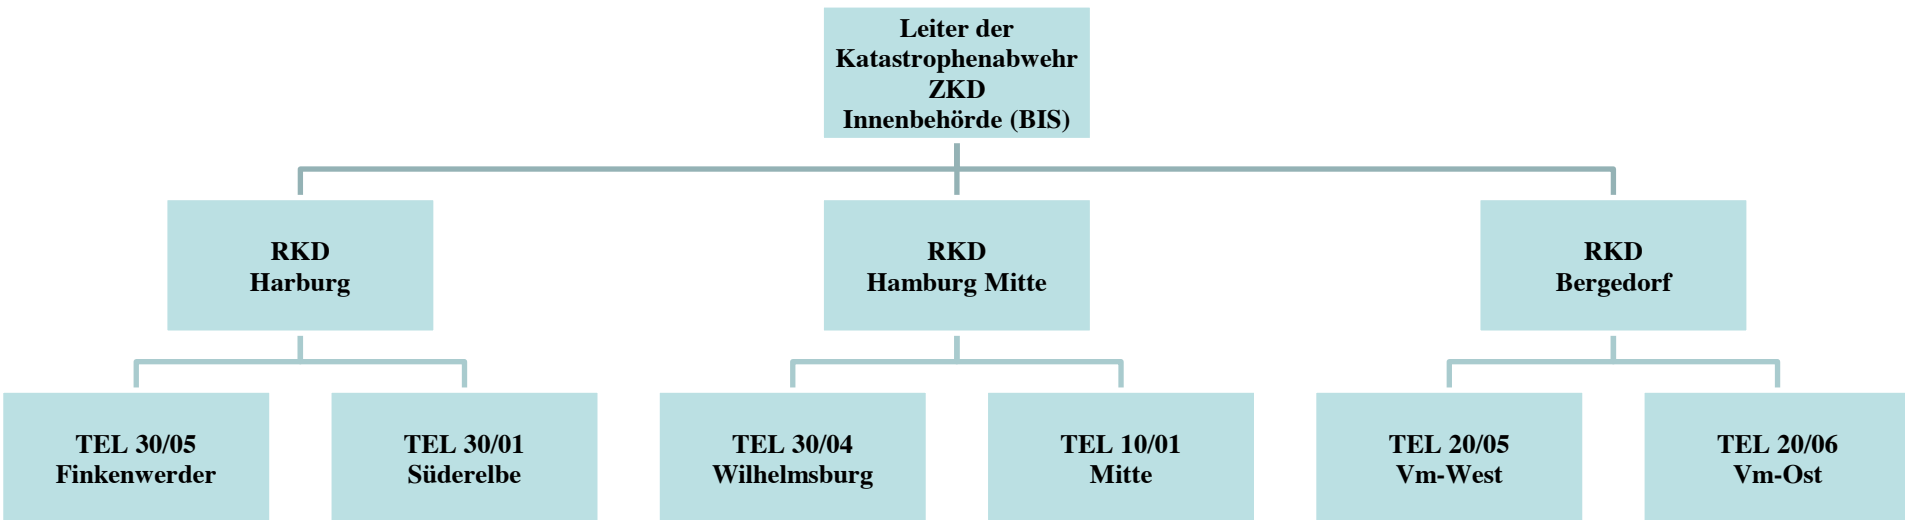 Leiter der
Katastrophenabwehr
ZKD
Innenbehörde (BIS)
RKD
Harburg
RKD
Hamburg Mitte
RKD
Bergedorf
TEL 30/05
Finkenwerder
TEL 30/01
Süderelbe
TEL 30/04
Wilhelmsburg
TEL 10/01
Mitte
TEL 20/05
Vm-West
TEL 20/06
Vm-Ost